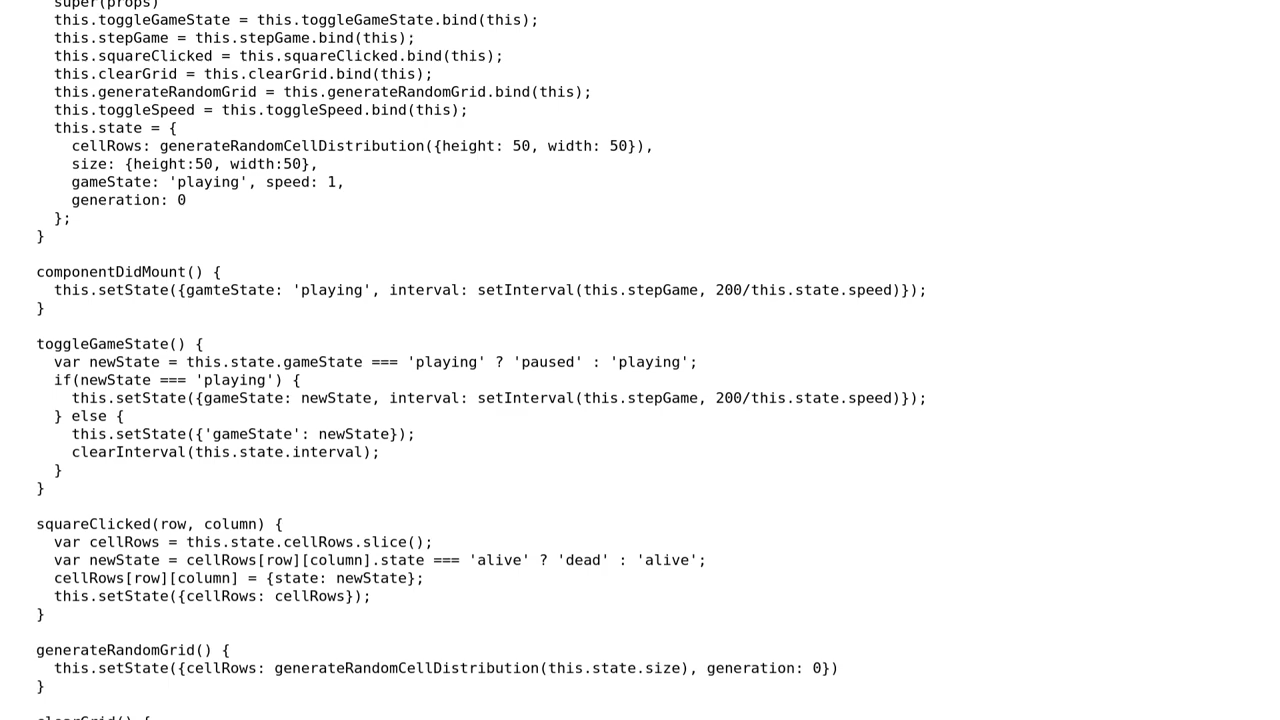 super(props)
this.toggleGameState = this.toggleGameState.bind(this);
this.stepGame = this.stepGame.bind(this);
this.squareClicked = this.squareClicked.bind(this);
this.clearGrid = this.clearGrid.bind(this);
this.generateRandomGrid = this.generateRandomGrid.bind(this);
this.toggleSpeed = this.toggleSpeed.bind(this);
this.state = {
cellRows: generateRandomCellDistribution({height: 50, width: 50}),
size: {height:50, width:50},
gameState: 'playing', speed: 1,
generation: 0
};
}
componentDidMount() {
this.setState({gamteState: 'playing', interval: setInterval(this.stepGame, 200/this.state.speed)});
}
toggleGameState() {
var newState = this.state.gameState === 'playing' ? 'paused' : 'playing';
if(newState === 'playing') {
this.setState({gameState: newState, interval: setInterval(this.stepGame, 200/this.state.speed)});
} else {
this.setState({'gameState': newState});
clearInterval(this.state.interval);
}
}
squareClicked(row, column) {
var cellRows = this.state.cellRows.slice();
var newState = cellRows[row][column].state === 'alive' ? 'dead' : 'alive';
cellRows[row][column] = {state: newState};
this.setState({cellRows: cellRows});
}
generateRandomGrid() {
this.setState({cellRows: generateRandomCellDistribution(this.state.size), generation: 0})
}
clearGrid() {